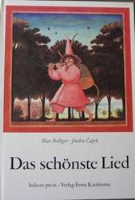 Max Bolliger - Jindra Čapek
Das schönste Lied
bohem press - Verlag Ernst Kaufmann